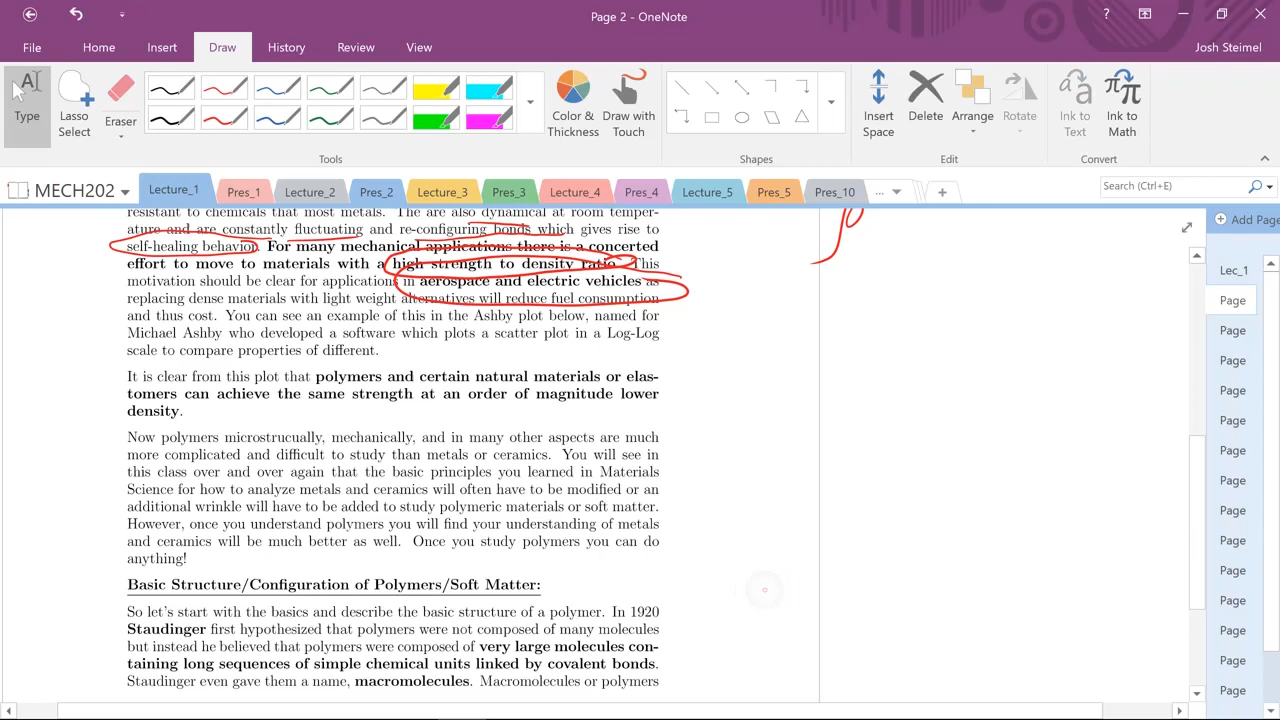 Page 2 - OneNote
?
File
Home
Insert
Draw
History
Review
View
Josh Steimel
Type
Lasso
Select
Eraser
Color &
Thickness
Draw with
Touch
Insert
Space
Delete
Arrange
Rotate
Ink to
Text
Ink to
Math
Tools
Shapes
Edit
Convert
MECH202
Lecture_1
Pres_1
Lecture_2
Pres_2
Lecture_3
Pres_3
Lecture_4
Pres_4
Lecture_5
Pres_5
Pres_10
...
Search (Ctrl+E)
resistant to chemicals that most metals. The are also dynamical at room temper-
ature and are constantly fluctuating and re-configuring bonds which gives rise to
self-healing behavior. For many mechanical applications there is a concerted
effort to move to materials with a high strength to density ratio. This
motivation should be clear for applications in aerospace and electric vehicles as
replacing dense materials with light weight alternatives will reduce fuel consumption
and thus cost. You can see an example of this in the Ashby plot below, named for
Michael Ashby who developed a software which plots a scatter plot in a Log-Log
scale to compare properties of different.
It is clear from this plot that polymers and certain natural materials or elas-
tomers can achieve the same strength at an order of magnitude lower
density.
Now polymers microstrucually, mechanically, and in many other aspects are much
more complicated and difficult to study than metals or ceramics. You will see in
this class over and over again that the basic principles you learned in Materials
Science for how to analyze metals and ceramics will often have to be modified or an
additional wrinkle will have to be added to study polymeric materials or soft matter.
However, once you understand polymers you will find your understanding of metals
and ceramics will be much better as well. Once you study polymers you can do
anything!
Basic Structure/Configuration of Polymers/Soft Matter:
So let's start with the basics and describe the basic structure of a polymer. In 1920
Staudinger first hypothesized that polymers were not composed of many molecules
but instead he believed that polymers were composed of very large molecules con-
taining long sequences of simple chemical units linked by covalent bonds.
Staudinger even gave them a name, macromolecules. Macromolecules or polymers
Add Page
Lec_1
Page
Page
Page
Page
Page
Page
Page
Page
Page
Page
Page
Page
Page
Page